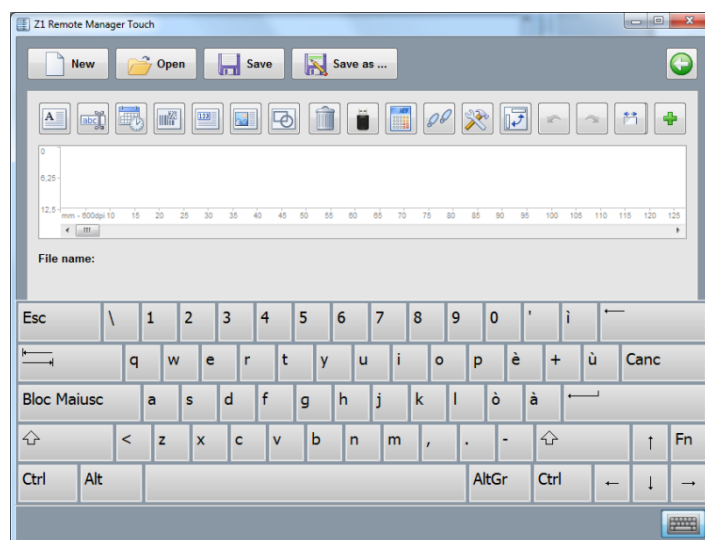 Z1 Remote Manager Touch
New Open Save Save as ...
A abc 123
0
6,25
12,5 mm - 600dpi 10 15 20 25 30 35 40 45 50 55 60 65 70 75 80 85 90 95 100 105 110 115 120 125
File name:
Esc \ 1 2 3 4 5 6 7 8 9 0 ' ì ←
q w e r t y u i o p è + ù Canc
Bloc Maiusc a s d f g h j k l ò à
< z x c v b n m , . - ↑ Fn
Ctrl Alt AltGr Ctrl ← ↓ →